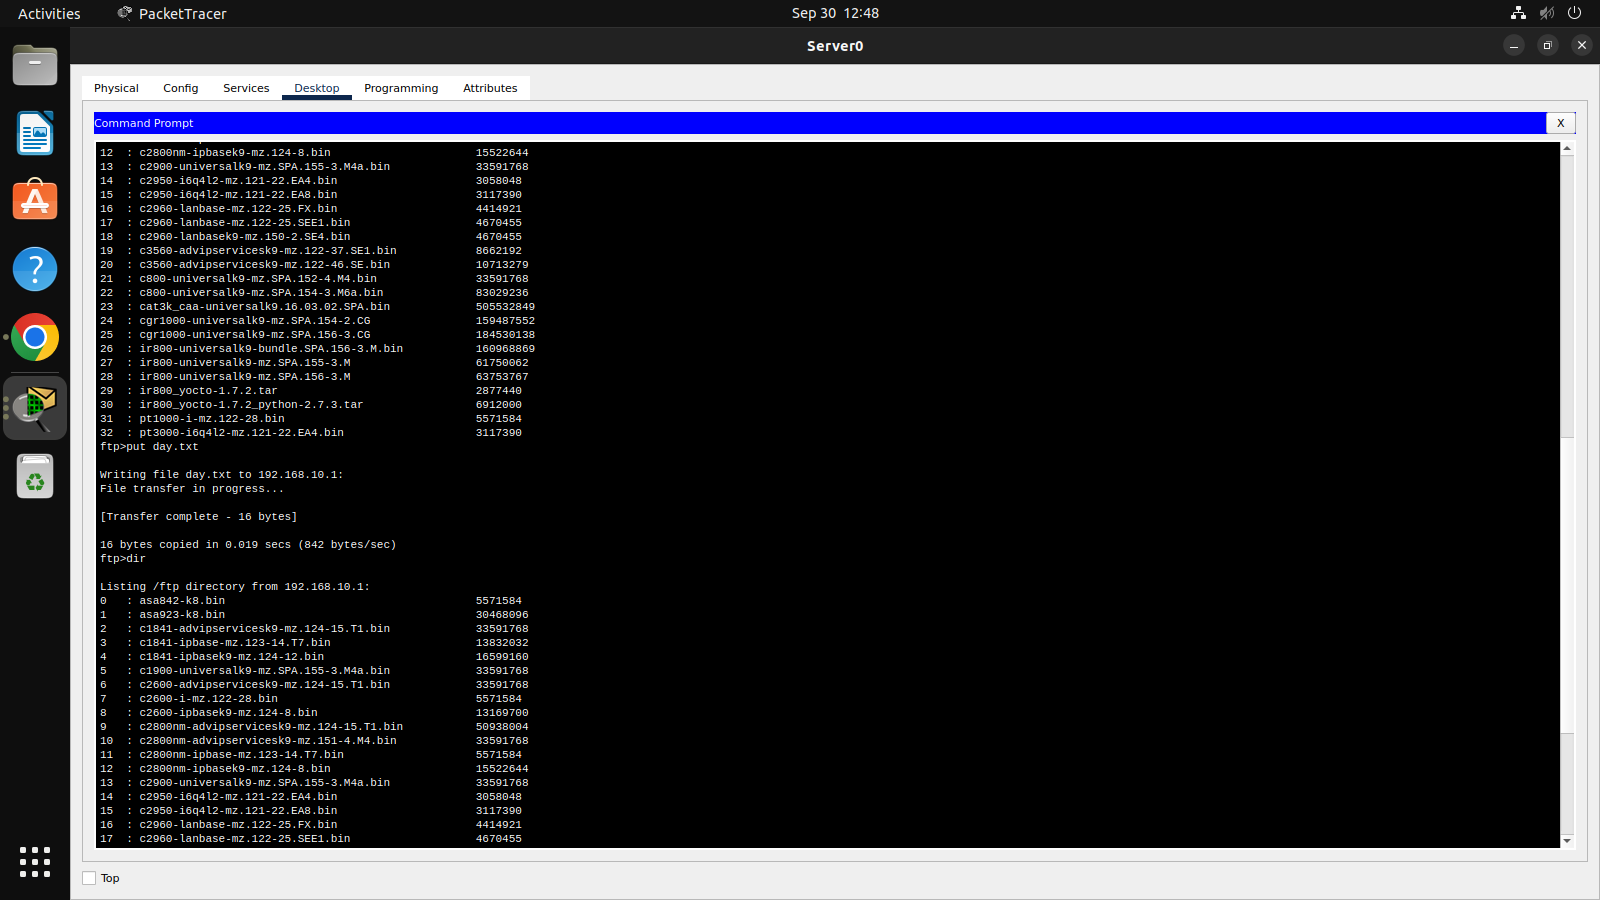 Activities
PacketTracer
Sep 30 12:48
Server0
Physical Config Services Desktop Programming Attributes
Command Prompt
X
12 : c2800nm-ipbasek9-mz.124-8.bin 15522644
13 : c2900-universalk9-mz.SPA.155-3.M4a.bin 33591768
14 : c2950-i6q4l2-mz.121-22.EA4.bin 3058048
15 : c2950-i6q4l2-mz.121-22.EA8.bin 3117390
16 : c2960-lanbase-mz.122-25.FX.bin 4414921
17 : c2960-lanbase-mz.122-25.SEE1.bin 4670455
18 : c2960-lanbasek9-mz.150-2.SE4.bin 4670455
19 : c3560-advipservicesk9-mz.122-37.SE1.bin 8662192
20 : c3560-advipservicesk9-mz.122-46.SE.bin 10713279
21 : c800-universalk9-mz.SPA.152-4.M4.bin 33591768
22 : c800-universalk9-mz.SPA.154-3.M6a.bin 83029236
23 : cat3k_caa-universalk9.16.03.02.SPA.bin 505532849
24 : cgr1000-universalk9-mz.SPA.154-2.CG 159487552
25 : cgr1000-universalk9-mz.SPA.156-3.CG 184530138
26 : ir800-universalk9-bundle.SPA.156-3.M.bin 160968869
27 : ir800-universalk9-mz.SPA.155-3.M 61750062
28 : ir800-universalk9-mz.SPA.156-3.M 63753767
29 : ir800_yocto-1.7.2.tar 2877440
30 : ir800_yocto-1.7.2_python-2.7.3.tar 6912000
31 : pt1000-i-mz.122-28.bin 5571584
32 : pt3000-i6q4l2-mz.121-22.EA4.bin 3117390
ftp>put day.txt
Writing file day.txt to 192.168.10.1:
File transfer in progress...
[Transfer complete - 16 bytes]
16 bytes copied in 0.019 secs (842 bytes/sec)
ftp>dir
Listing /ftp directory from 192.168.10.1:
0 : asa842-k8.bin 5571584
1 : asa923-k8.bin 30468096
2 : c1841-advipservicesk9-mz.124-15.T1.bin 33591768
3 : c1841-ipbase-mz.123-14.T7.bin 13832032
4 : c1841-ipbasek9-mz.124-12.bin 16599160
5 : c1900-universalk9-mz.SPA.155-3.M4a.bin 33591768
6 : c2600-advipservicesk9-mz.124-15.T1.bin 33591768
7 : c2600-i-mz.122-28.bin 5571584
8 : c2600-ipbasek9-mz.124-8.bin 13169700
9 : c2800nm-advipservicesk9-mz.124-15.T1.bin 50938004
10 : c2800nm-advipservicesk9-mz.151-4.M4.bin 33591768
11 : c2800nm-ipbase-mz.123-14.T7.bin 5571584
12 : c2800nm-ipbasek9-mz.124-8.bin 15522644
13 : c2900-universalk9-mz.SPA.155-3.M4a.bin 33591768
14 : c2950-i6q4l2-mz.121-22.EA4.bin 3058048
15 : c2950-i6q4l2-mz.121-22.EA8.bin 3117390
16 : c2960-lanbase-mz.122-25.FX.bin 4414921
17 : c2960-lanbase-mz.122-25.SEE1.bin 4670455
Top